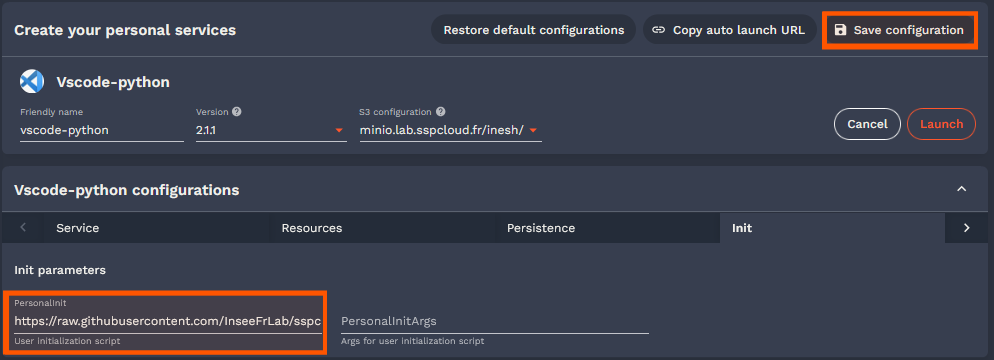 Create your personal services
Restore default configurations
Copy auto launch URL
Save configuration
Vscode-python
Friendly name
Version
S3 configuration
vscode-python
2.1.1
minio.lab.sspcloud.fr/inesh/
Cancel
Launch
Vscode-python configurations
Service
Resources
Persistence
Init
Init parameters
PersonalInit
https://raw.githubusercontent.com/InseeFrLab/sspc
PersonalInitArgs
User initialization script
Args for user initialization script